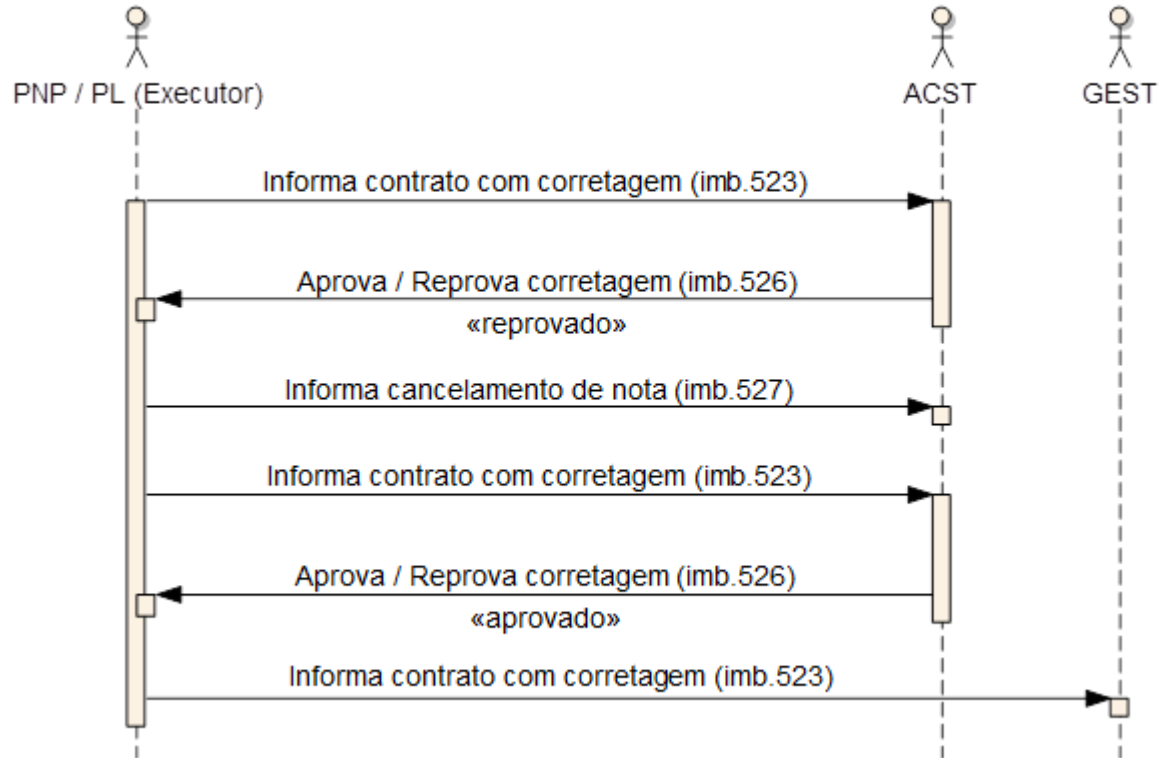 PNP / PL (Executor)
ACST
GEST
Informa contrato com corretagem (imb.523)
Aprova / Reprova corretagem (imb.526)
«reprovado»
Informa cancelamento de nota (imb.527)
Informa contrato com corretagem (imb.523)
Aprova / Reprova corretagem (imb.526)
«aprovado»
Informa contrato com corretagem (imb.523)